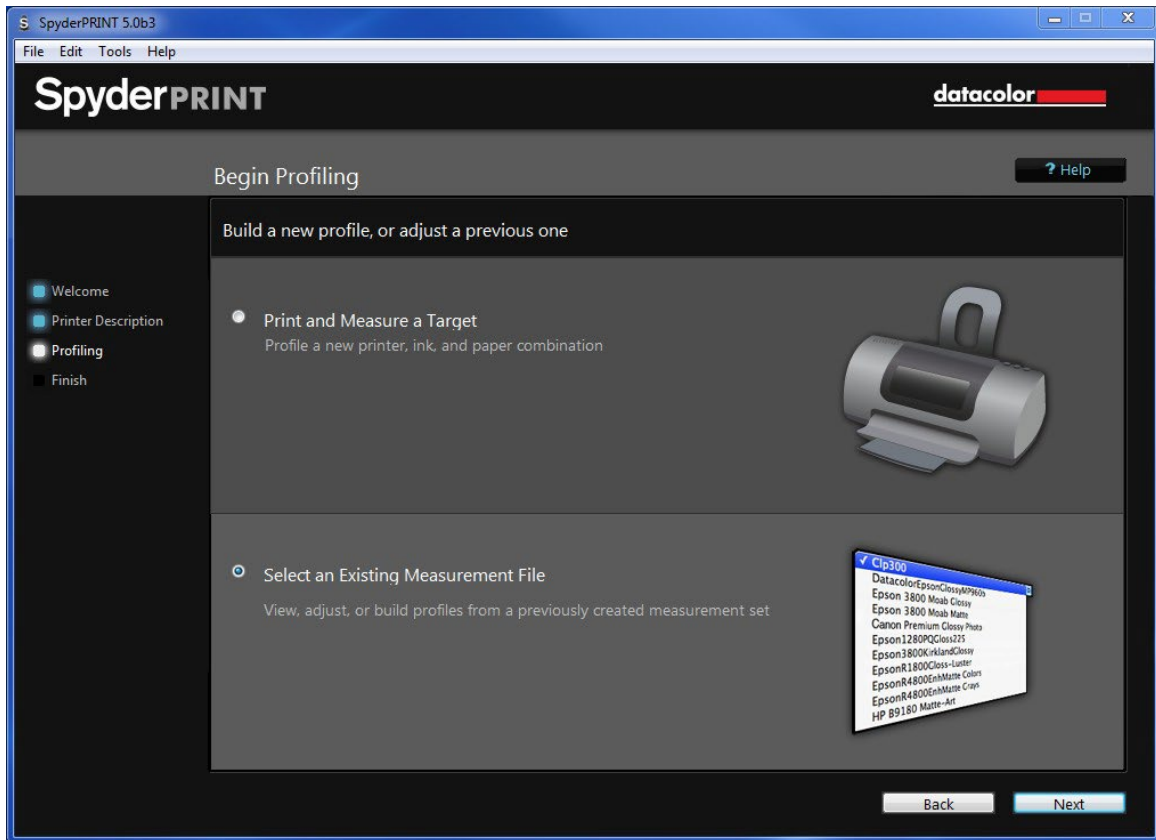 SpyderPRINT 5.0b3
File Edit Tools Help
SpyderPRINT
datacolor
Begin Profiling
? Help
Build a new profile, or adjust a previous one
Welcome
Printer Description
Profiling
Finish
Print and Measure a Target
Profile a new printer, ink, and paper combination
Select an Existing Measurement File
View, adjust, or build profiles from a previously created measurement set
✓ Clp300
DatacolorEpsonGlossyMP960s
Epson 3800 Moab Glossy
Epson 3800 Moab Matte
Canon Premium Glossy Photo
Epson1280PQGloss225
Epson3800KirklandGlossy
EpsonR1800Gloss-Luster
EpsonR4800EnhMatte Colors
EpsonR4800EnhMatte Grays
HP B9180 Matte-Art
Back
Next